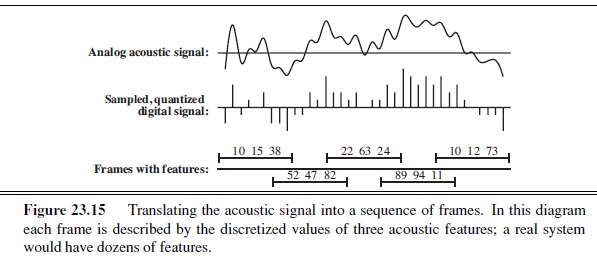 Analog acoustic signal:
Sampled, quantized
digital signal:
10 15 38
22 63 24
10 12 73
Frames with features:
52 47 82
89 94 11
Figure 23.15 Translating the acoustic signal into a sequence of frames. In this diagram
each frame is described by the discretized values of three acoustic features; a real system
would have dozens of features.